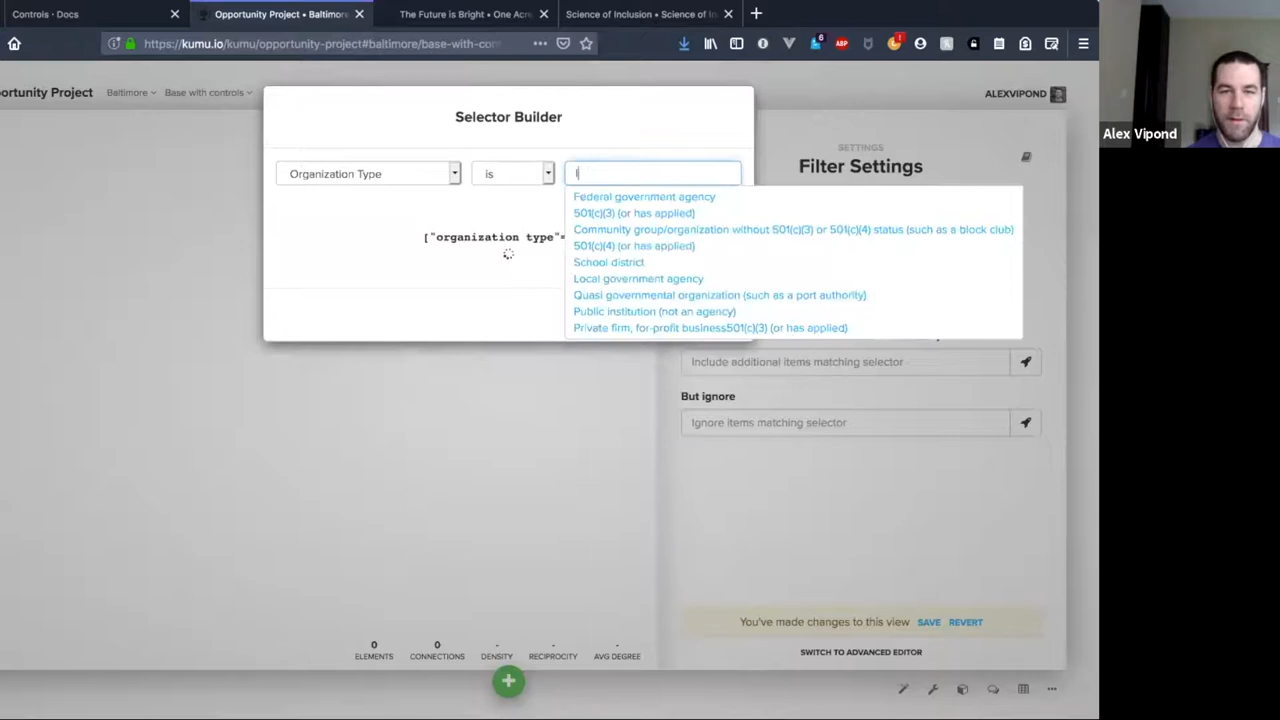 Controls · Docs
Opportunity Project • Baltimore
The Future is Bright • One Acre
Science of Inclusion • Science of In
https://kumu.io/kumu/opportunity-project#baltimore/base-with-con
6
ABP
1
ortunity Project
Baltimore
Base with controls
ALEXVIPOND
Alex Vipond
Selector Builder
SETTINGS
Filter Settings
Organization Type
is
l
Federal government agency
501(c)(3) (or has applied)
Community group/organization without 501(c)(3) or 501(c)(4) status (such as a block club)
["organization type"=
501(c)(4) (or has applied)
School district
Local government agency
Quasi governmental organization (such as a port authority)
Public institution (not an agency)
Private firm, for-profit business501(c)(3) (or has applied)
Include additional items matching selector
But ignore
Ignore items matching selector
You've made changes to this view SAVE REVERT
0 0 - - -
ELEMENTS CONNECTIONS DENSITY RECIPROCITY AVG DEGREE
SWITCH TO ADVANCED EDITOR